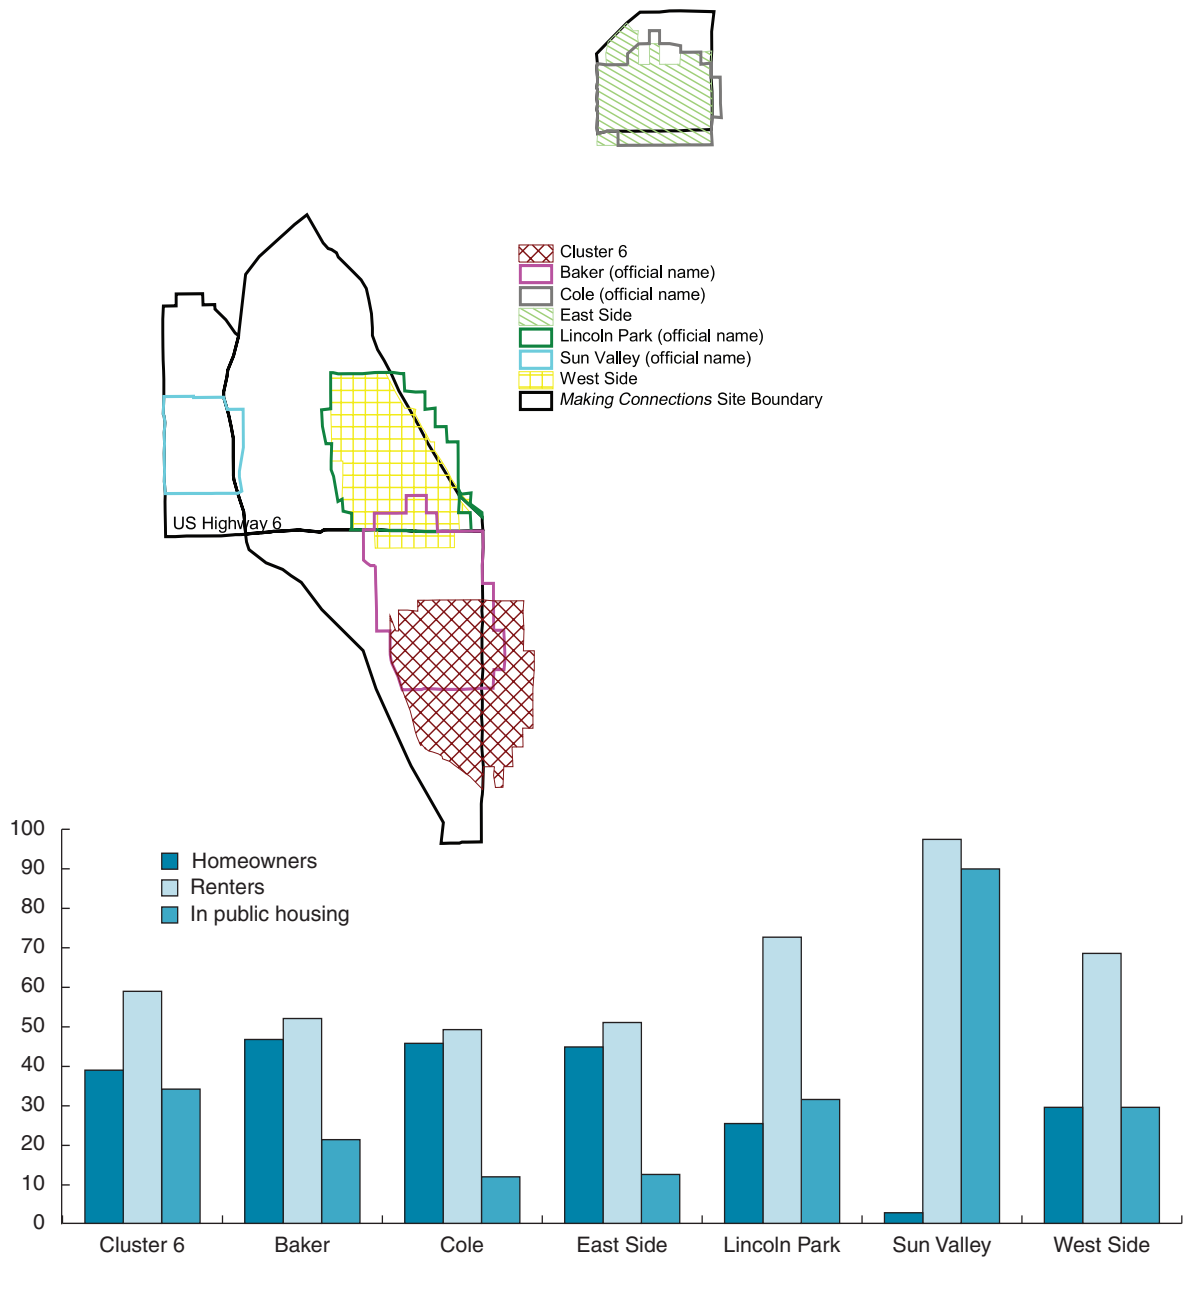 Cluster 6
Baker (official name)
Cole (official name)
East Side
Lincoln Park (official name)
Sun Valley (official name)
West Side
Making Connections Site Boundary
US Highway 6
100
90
80
70
60
50
40
30
20
10
0
Homeowners
Renters
In public housing
Cluster 6
Baker
Cole
East Side
Lincoln Park
Sun Valley
West Side